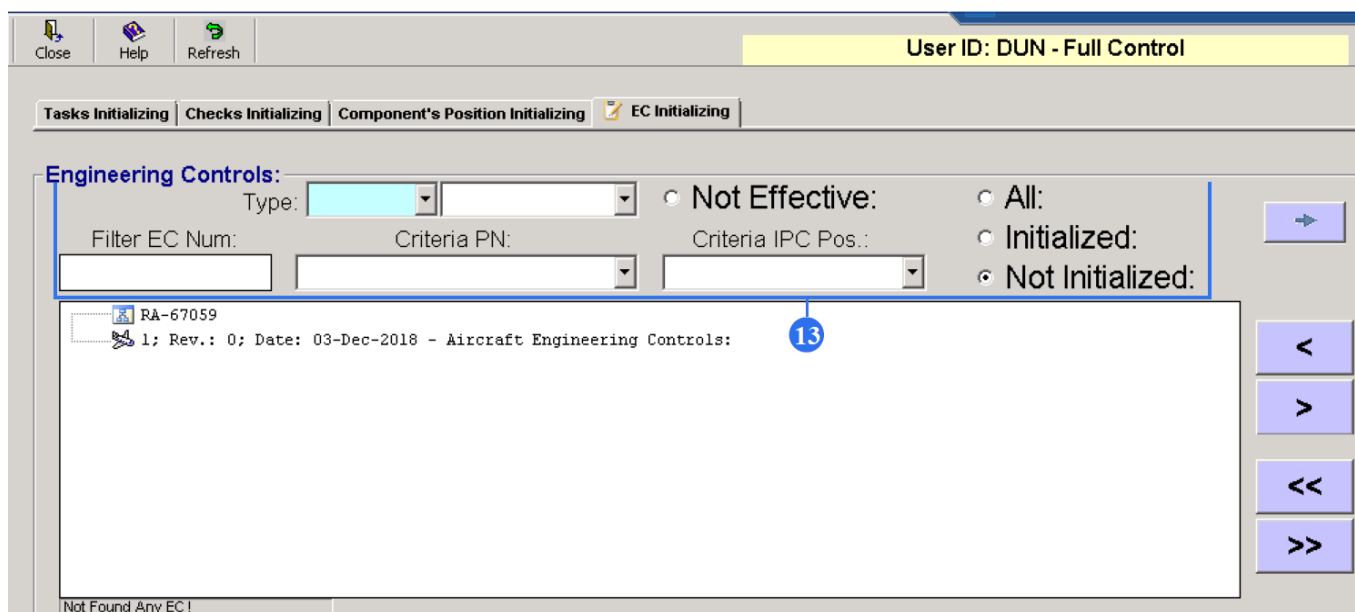 Close Help Refresh
User ID: DUN - Full Control
Tasks Initializing Checks Initializing Component's Position Initializing EC Initializing
Engineering Controls:
Type: Not Effective: All:
Filter EC Num: Criteria PN: Criteria IPC Pos.: Initialized:
Not Initialized:
RA-67059
1; Rev.: 0; Date: 03-Dec-2018 - Aircraft Engineering Controls:
13
<
>
<<
>>
Not Found Any EC !